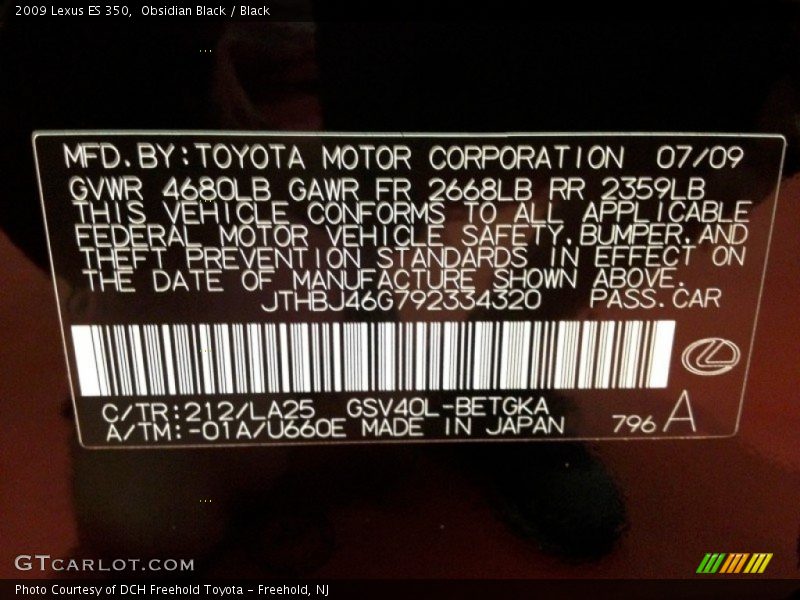 2009 Lexus ES 350,  Obsidian Black / Black
MFD.BY:TOYOTA MOTOR CORPORATION 07/09
GVWR 4680LB GAWR FR 2668LB RR 2359LB
THIS VEHICLE CONFORMS TO ALL APPLICABLE
FEDERAL MOTOR VEHICLE SAFETY,BUMPER,AND
THEFT PREVENTION STANDARDS IN EFFECT ON
THE DATE OF MANUFACTURE SHOWN ABOVE.
JTHBJ46G792334320 PASS.CAR
C/TR:212/LA25 GSV40L-BETGKA
A/TM:-01A/U660E MADE IN JAPAN 796 A
GTCARLOT.COM
Photo Courtesy of DCH Freehold Toyota – Freehold, NJ